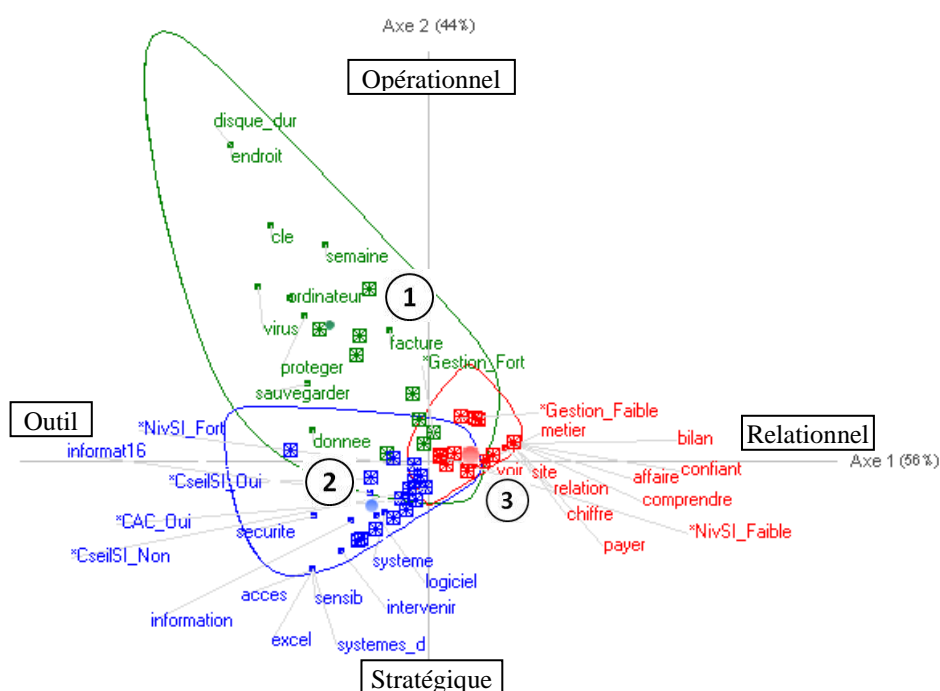 Axe 2 (44%)
Opérationnel
disque_dur
endroit
cle
semaine
ordinateur
1
virus
facture
proteger
*Gestion_Fort
sauvegarder
Outil
*NivSI_Fort
donnee
*Gestion_Faible
metier
bilan
Relationnel
informat16
Axe 1 (56%)
voir
site
affaire
confiant
*CseilSI_Oui
2
3
relation
comprendre
chiffre
*CAC_Oui
securite
*NivSI_Faible
payer
*CseilSI_Non
systeme
logiciel
acces
sensib
intervenir
information
excel
systemes_d
Stratégique